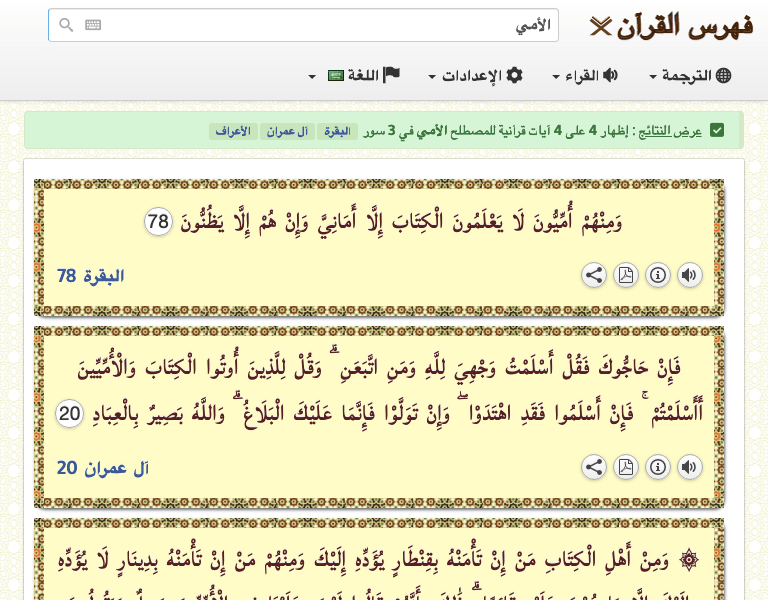 فهرس القرآن
الأمي
الترجمة
القراء
الإعدادات
اللغة
عرض النتائج : إظهار 4 على 4 آيات قرآنية للمصطلح الأمي في 3 سور البقرة آل عمران الأعراف
وَمِنْهُمْ أُمِّيُّونَ لَا يَعْلَمُونَ الْكِتَابَ إِلَّا أَمَانِيَّ وَإِنْ هُمْ إِلَّا يَظُنُّونَ 78
البقرة 78
فَإِنْ حَاجُّوكَ فَقُلْ أَسْلَمْتُ وَجْهِيَ لِلَّهِ وَمَنِ اتَّبَعَنِ ۗ وَقُلْ لِلَّذِينَ أُوتُوا الْكِتَابَ وَالْأُمِّيِّينَ
أَأَسْلَمْتُمْ ۚ فَإِنْ أَسْلَمُوا فَقَدِ اهْتَدَوْا ۖ وَإِنْ تَوَلَّوْا فَإِنَّمَا عَلَيْكَ الْبَلَاغُ ۗ وَاللَّهُ بَصِيرٌ بِالْعِبَادِ 20
آل عمران 20
۞ وَمِنْ أَهْلِ الْكِتَابِ مَنْ إِنْ تَأْمَنْهُ بِقِنْطَارٍ يُؤَدِّهِ إِلَيْكَ وَمِنْهُمْ مَنْ إِنْ تَأْمَنْهُ بِدِينَارٍ لَا يُؤَدِّهِ